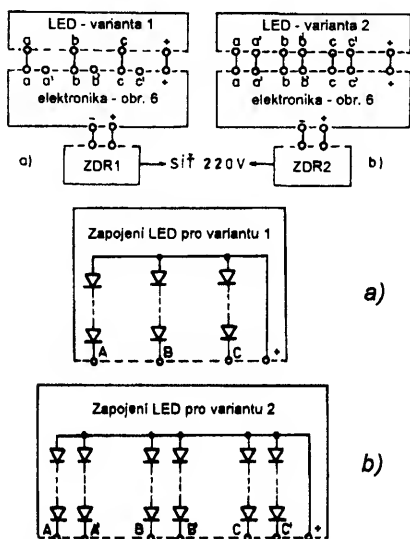 LED - varianta 1
a b c +
a a' b b' c c' +
elektronika - obr. 6
- +
a) ZDR1
SÍŤ 220V
LED - varianta 2
a a' b b' c c' +
a a' b b' c c' +
elektronika - obr. 6
- +
ZDR2 b)
Zapojení LED pro variantu 1
A B C +
a)
Zapojení LED pro variantu 2
A A' B B' C C' +
b)